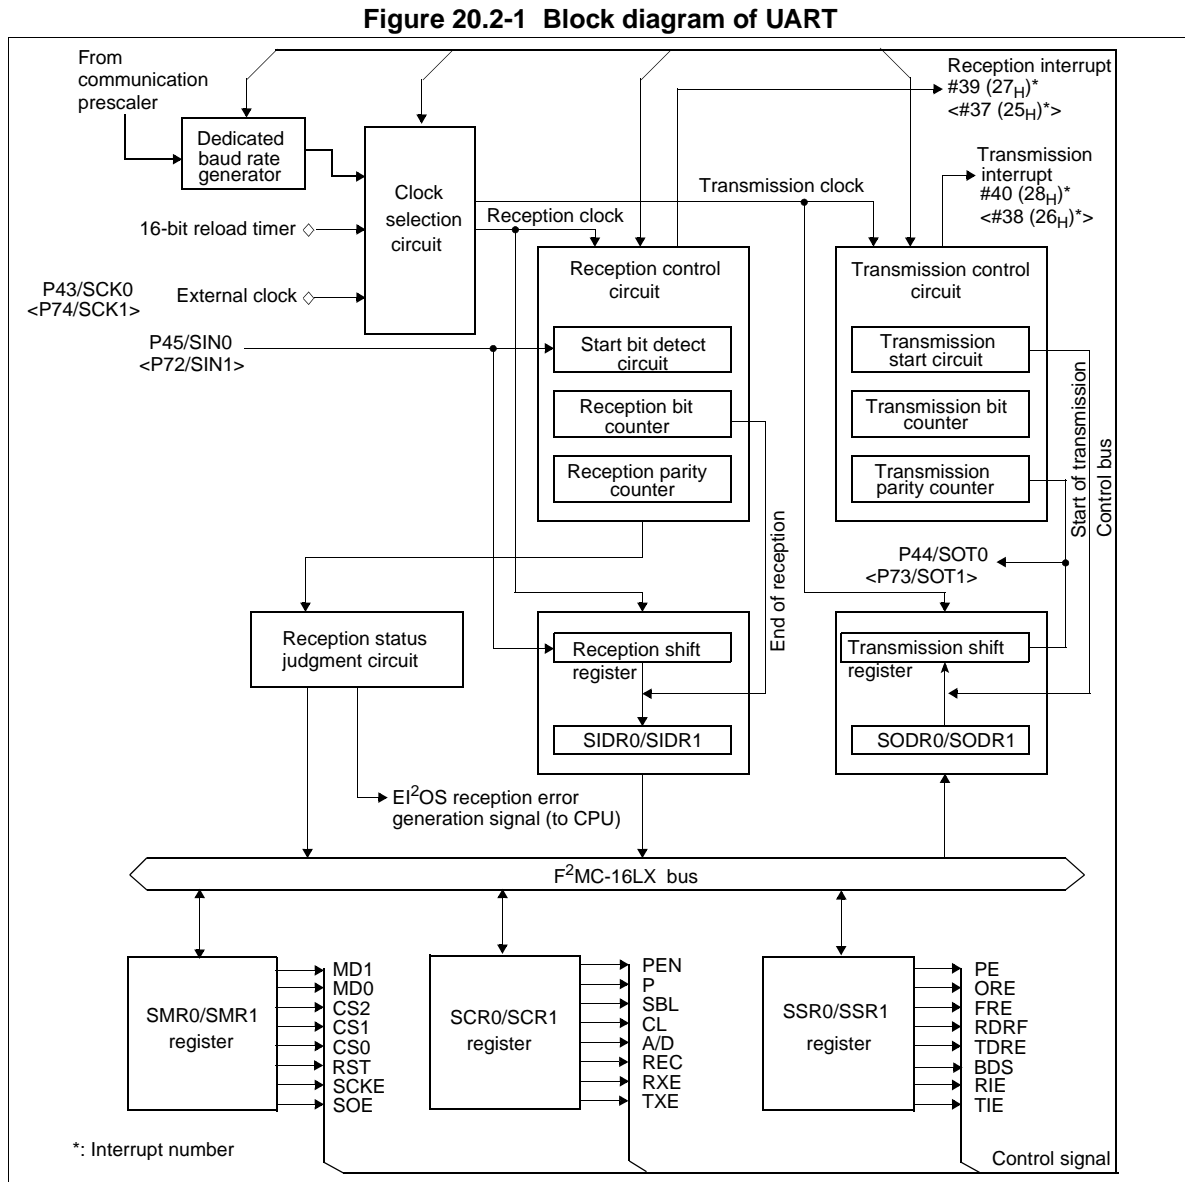 Figure 20.2-1 Block diagram of UART
From
communication
prescaler
Dedicated
baud rate
generator
Clock
selection
circuit
16-bit reload timer
P43/SCK0
<P74/SCK1>
External clock
P45/SIN0
<P72/SIN1>
Reception clock
Transmission clock
Reception interrupt
#39 (27H)*
<#37 (25H)*>
Transmission
interrupt
#40 (28H)*
<#38 (26H)*>
Reception control
circuit
Start bit detect
circuit
Reception bit
counter
Reception parity
counter
Transmission control
circuit
Transmission
start circuit
Transmission bit
counter
Transmission
parity counter
End of reception
Start of transmission
Control bus
P44/SOT0
<P73/SOT1>
Reception status
judgment circuit
Reception shift
register
SIDR0/SIDR1
Transmission shift
register
SODR0/SODR1
EI2OS reception error
generation signal (to CPU)
F2MC-16LX bus
SMR0/SMR1
register
MD1
MD0
CS2
CS1
CS0
RST
SCKE
SOE
SCR0/SCR1
register
PEN
P
SBL
CL
A/D
REC
RXE
TXE
SSR0/SSR1
register
PE
ORE
FRE
RDRF
TDRE
BDS
RIE
TIE
*: Interrupt number
Control signal